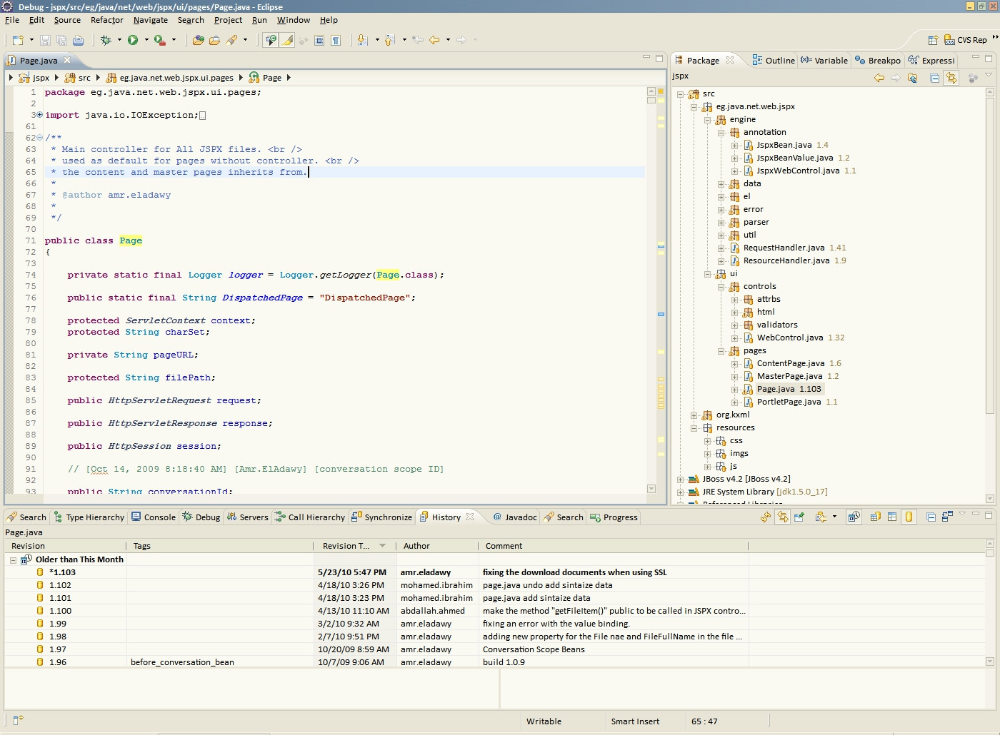 Debug - jspx/src/eg/java/net/web/jspx/ui/pages/Page.java - Eclipse
File Edit Source Refactor Navigate Search Project Run Window Help
CVS Rep
Page.java
jspx src eg.java.net.web.jspx.ui.pages Page
1 package eg.java.net.web.jspx.ui.pages;
2
3 import java.io.IOException;
61
62 /**
63 * Main controller for All JSPX files. <br />
64 * used as default for pages without controller. <br />
65 * the content and master pages inherits from.
66 *
67 * @author amr.eladawy
68 *
69 */
70
71 public class Page
72 {
73
74 private static final Logger logger = Logger.getLogger(Page.class);
75
76 public static final String DispatchedPage = "DispatchedPage";
77
78 protected ServletContext context;
79 protected String charSet;
80
81 private String pageURL;
82
83 protected String filePath;
84
85 public HttpServletRequest request;
86
87 public HttpServletResponse response;
88
89 public HttpSession session;
90
91 // [Oct 14, 2009 8:18:40 AM] [Amr.ElAdawy] [conversation scope ID]
92
93 public String conversationId;
Package Outline (x)= Variable Breakpo Expressi
jspx
src
eg.java.net.web.jspx
engine
annotation
JspxBean.java 1.4
JspxBeanValue.java 1.2
JspxWebControl.java 1.1
data
el
error
parser
util
RequestHandler.java 1.41
ResourceHandler.java 1.9
ui
controls
attrbs
html
validators
WebControl.java 1.32
pages
ContentPage.java 1.6
MasterPage.java 1.2
Page.java 1.103
PortletPage.java 1.1
org.kxml
resources
css
imgs
js
JBoss v4.2 [JBoss v4.2]
JRE System Library [jdk1.5.0_17]
Referenced Libraries
Search Type Hierarchy Console Debug Servers Call Hierarchy Synchronize History @ Javadoc Search Progress
Page.java
Revision Tags Revision T... Author Comment
Older than This Month
*1.103 5/23/10 5:47 PM amr.eladawy fixing the download documents when using SSL
1.102 4/18/10 3:26 PM mohamed.ibrahim page.java undo add sintaize data
1.101 4/18/10 3:23 PM mohamed.ibrahim page.java add sintaize data
1.100 4/13/10 11:10 AM abdallah.ahmed make the method "getFileItem()" public to be called in JSPX contro...
1.99 3/2/10 9:32 AM amr.eladawy fixing an error with the value binding.
1.98 2/7/10 9:51 PM amr.eladawy adding new property for the File nae and FileFullName in the file ...
1.97 10/20/09 8:59 AM amr.eladawy Conversation Scope Beans
1.96 before_conversation_bean 10/7/09 9:06 AM amr.eladawy build 1.0.9
Writable Smart Insert 65 : 47